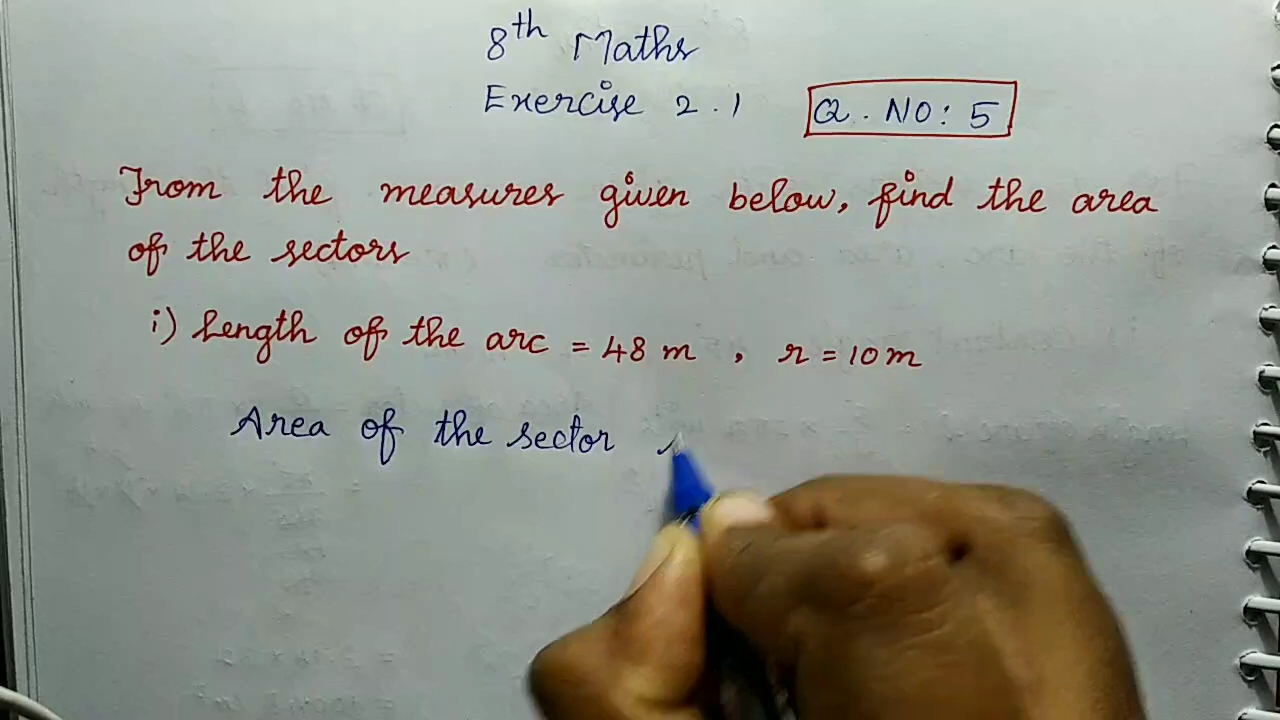 8th Maths
Exercise 2.1
Q. NO: 5
From the measures given below, find the area
of the sectors
i) Length of the arc = 48 m , r = 10 m
Area of the sector